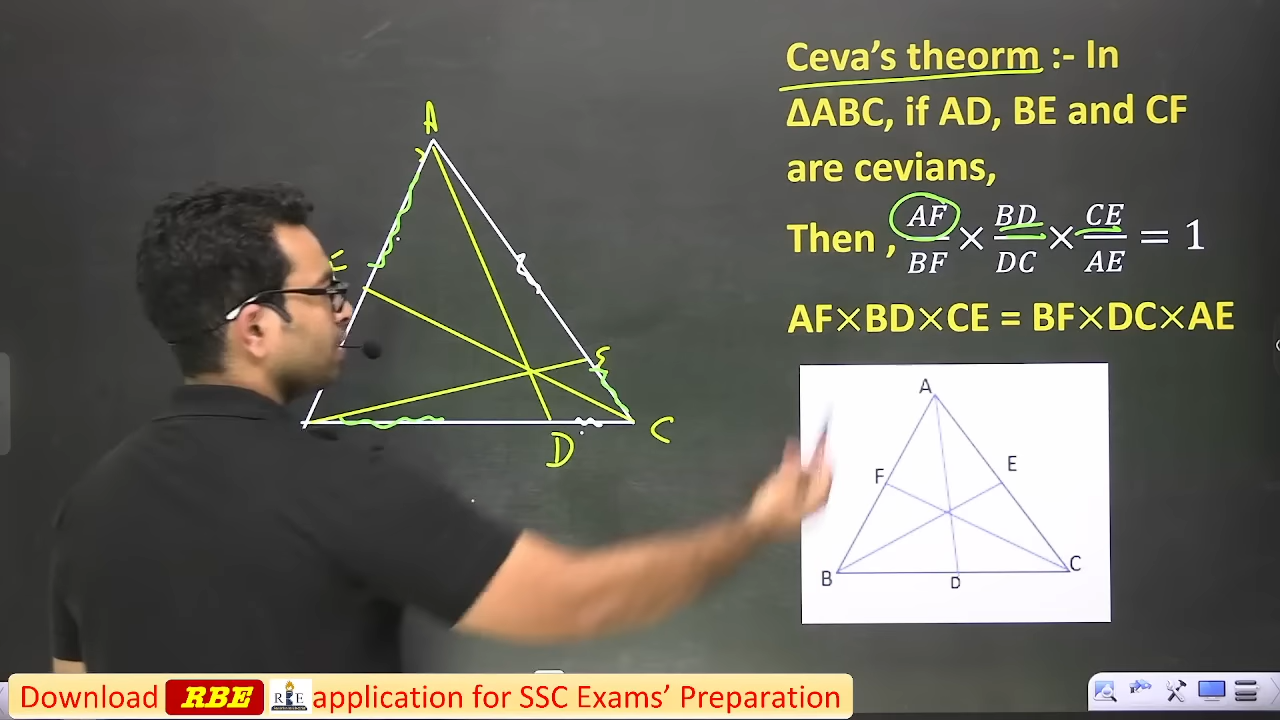 Ceva's theorm :- In
ΔABC, if AD, BE and CF
are cevians,
Then , AF/BF × BD/DC × CE/AE = 1
AF×BD×CE = BF×DC×AE
A
F
E
D
C
A
F
E
B
D
C
Download RBE RBE application for SSC Exams' Preparation